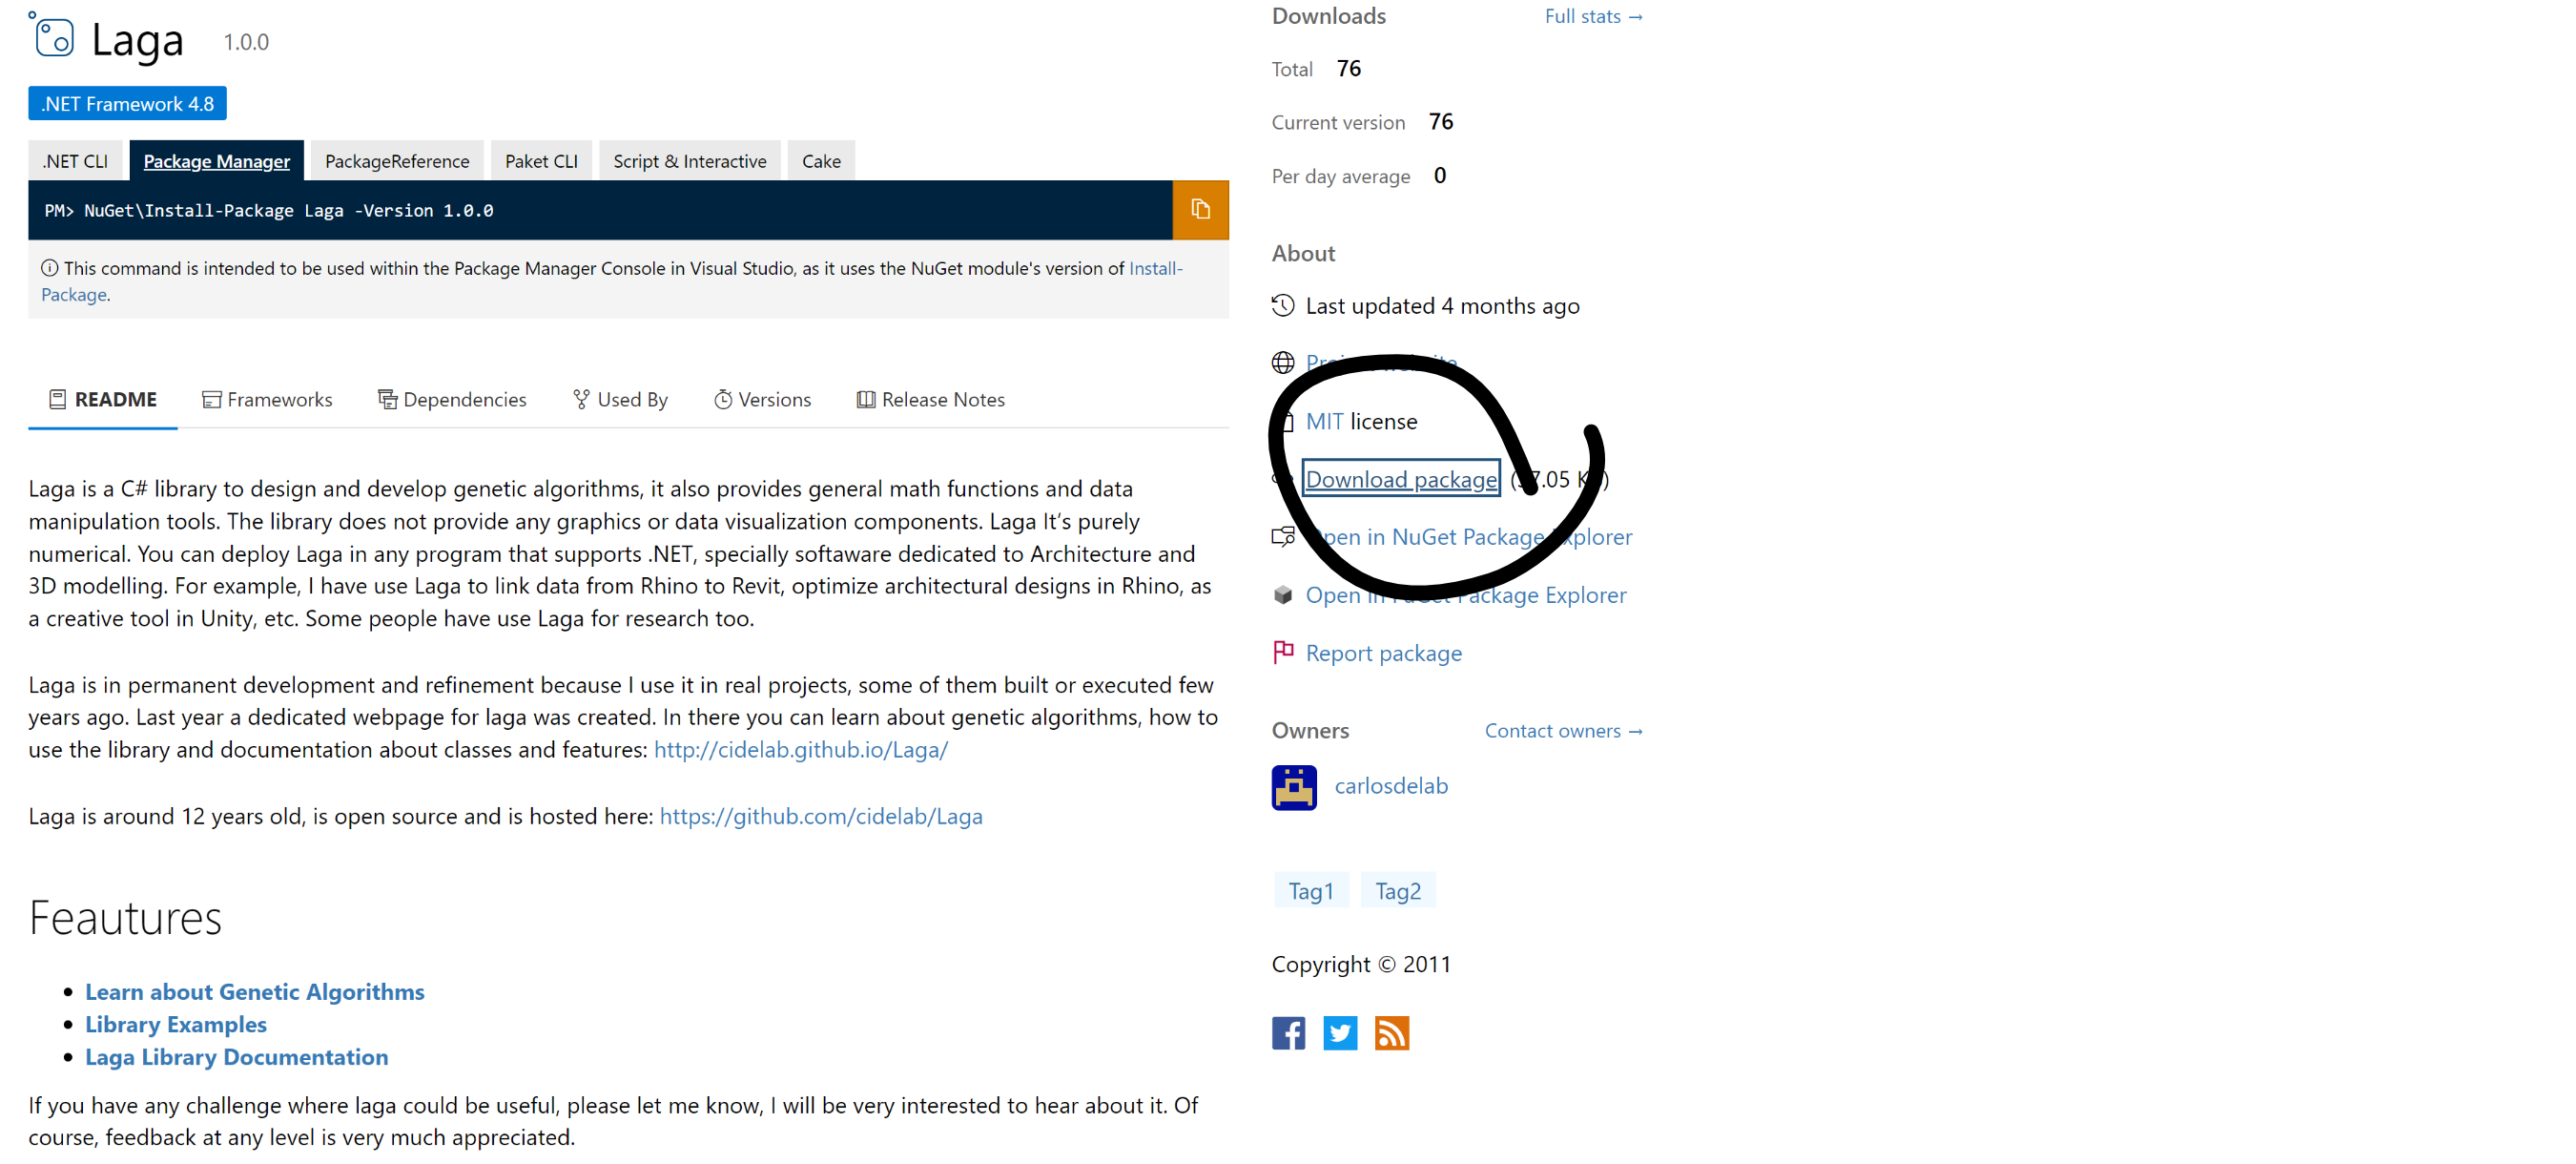 Laga 1.0.0
.NET Framework 4.8
.NET CLI Package Manager PackageReference Paket CLI Script & Interactive Cake
PM> NuGet\Install-Package Laga -Version 1.0.0
This command is intended to be used within the Package Manager Console in Visual Studio, as it uses the NuGet module's version of Install-
Package.
README Frameworks Dependencies Used By Versions Release Notes
Laga is a C# library to design and develop genetic algorithms, it also provides general math functions and data
manipulation tools. The library does not provide any graphics or data visualization components. Laga It’s purely
numerical. You can deploy Laga in any program that supports .NET, specially softaware dedicated to Architecture and
3D modelling. For example, I have use Laga to link data from Rhino to Revit, optimize architectural designs in Rhino, as
a creative tool in Unity, etc. Some people have use Laga for research too.
Laga is in permanent development and refinement because I use it in real projects, some of them built or executed few
years ago. Last year a dedicated webpage for laga was created. In there you can learn about genetic algorithms, how to
use the library and documentation about classes and features: http://cidelab.github.io/Laga/
Laga is around 12 years old, is open source and is hosted here: https://github.com/cidelab/Laga
Feautures
Learn about Genetic Algorithms
Library Examples
Laga Library Documentation
If you have any challenge where laga could be useful, please let me know, I will be very interested to hear about it. Of
course, feedback at any level is very much appreciated.
Downloads Full stats →
Total 76
Current version 76
Per day average 0
About
Last updated 4 months ago
MIT license
Download package
Open in NuGet Package Explorer
Open in NuGet Package Explorer
Report package
Owners Contact owners →
carlosdelab
Tag1 Tag2
Copyright © 2011